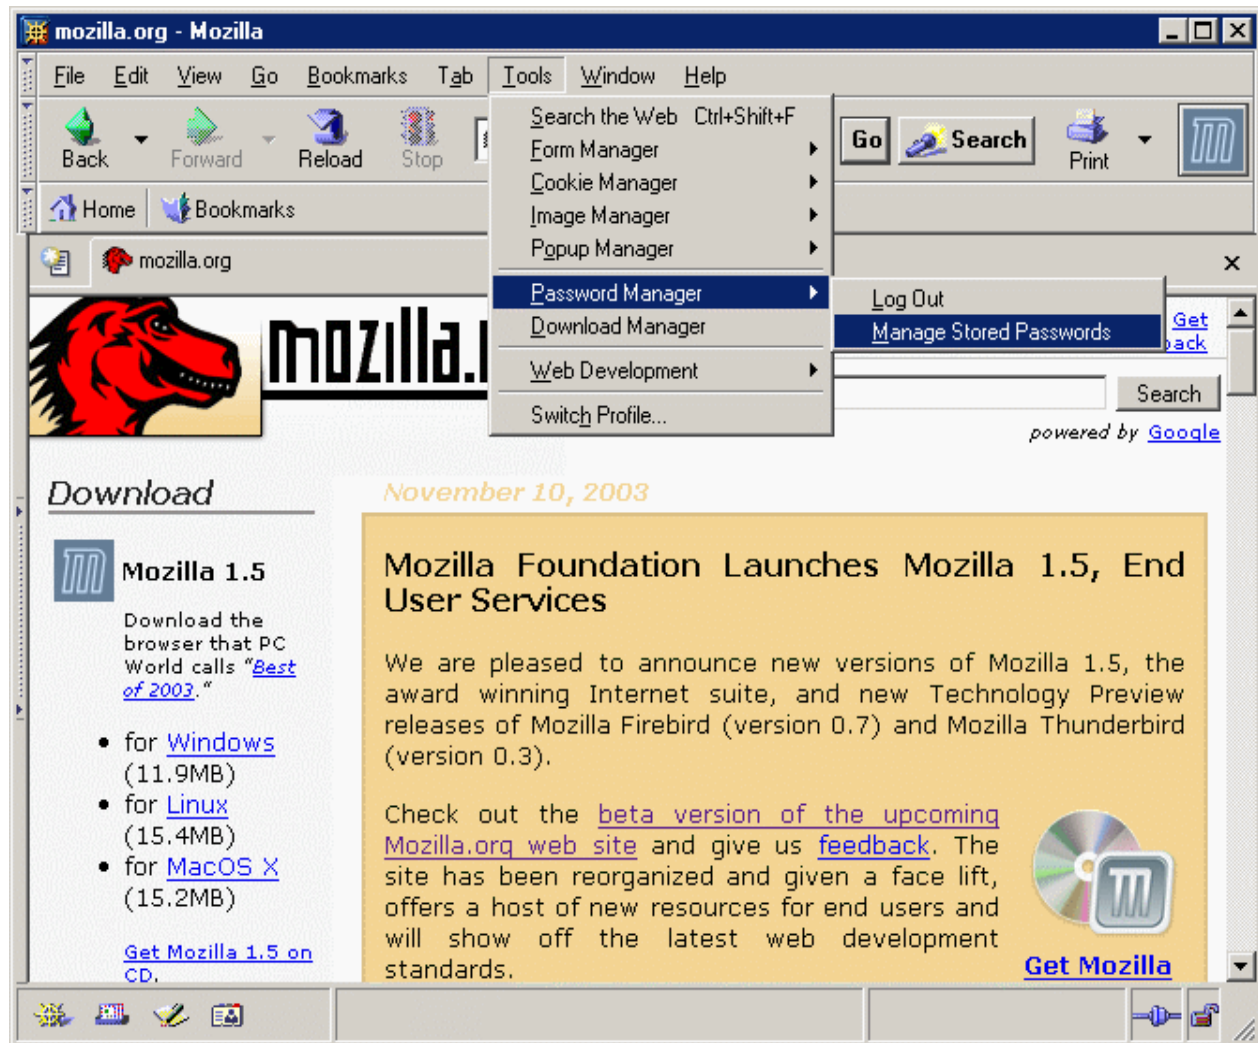 mozilla.org - Mozilla
File Edit View Go Bookmarks Tab Tools Window Help
Back Forward Reload Stop Go Search Print
Home Bookmarks
mozilla.org
Search the Web Ctrl+Shift+F
Form Manager
Cookie Manager
Image Manager
Popup Manager
Password Manager
Download Manager
Web Development
Switch Profile...
Log Out
Manage Stored Passwords
Get
mozilla.
Search
powered by Google
Download
Mozilla 1.5
Download the
browser that PC
World calls "Best
of 2003."
• for Windows
(11.9MB)
• for Linux
(15.4MB)
• for MacOS X
(15.2MB)
Get Mozilla 1.5 on
CD.
November 10, 2003
Mozilla Foundation Launches Mozilla 1.5, End
User Services
We are pleased to announce new versions of Mozilla 1.5, the
award winning Internet suite, and new Technology Preview
releases of Mozilla Firebird (version 0.7) and Mozilla Thunderbird
(version 0.3).
Check out the beta version of the upcoming
Mozilla.org web site and give us feedback. The
site has been reorganized and given a face lift,
offers a host of new resources for end users and
will show off the latest web development
standards.
Get Mozilla